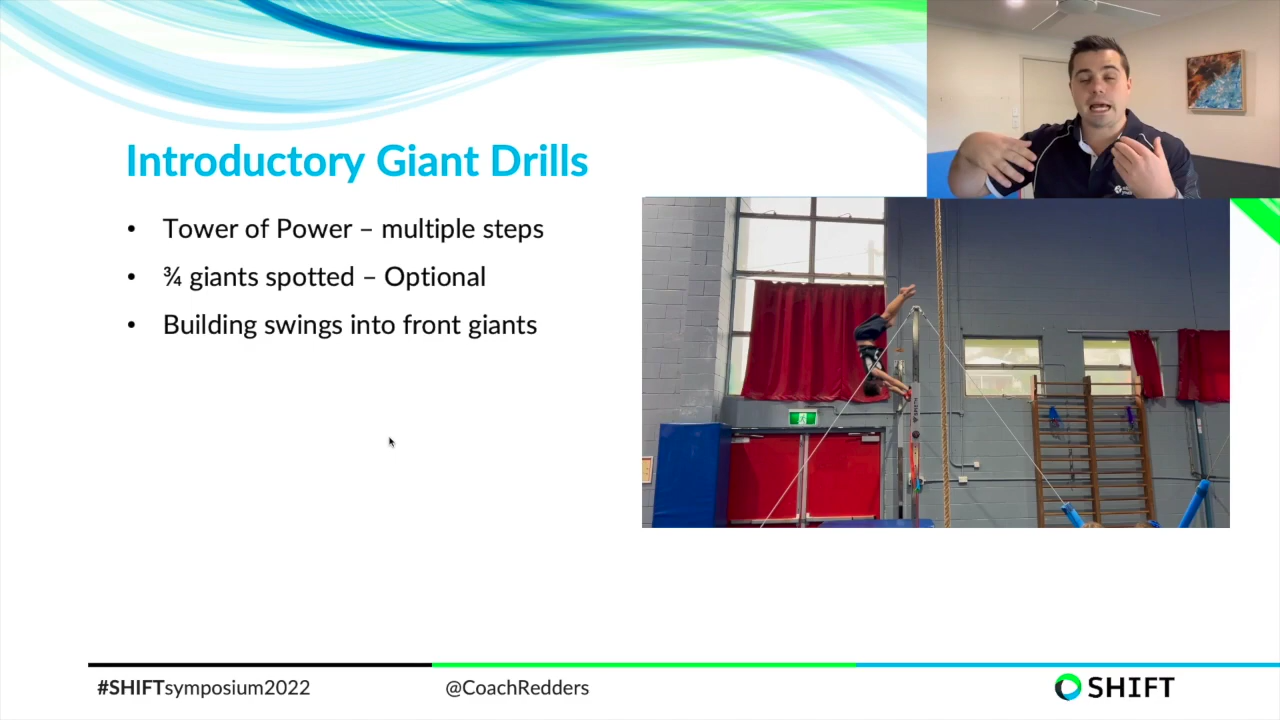 Introductory Giant Drills
• Tower of Power – multiple steps
• ¾ giants spotted – Optional
• Building swings into front giants
#SHIFTsymposium2022
@CoachRedders
SHIFT